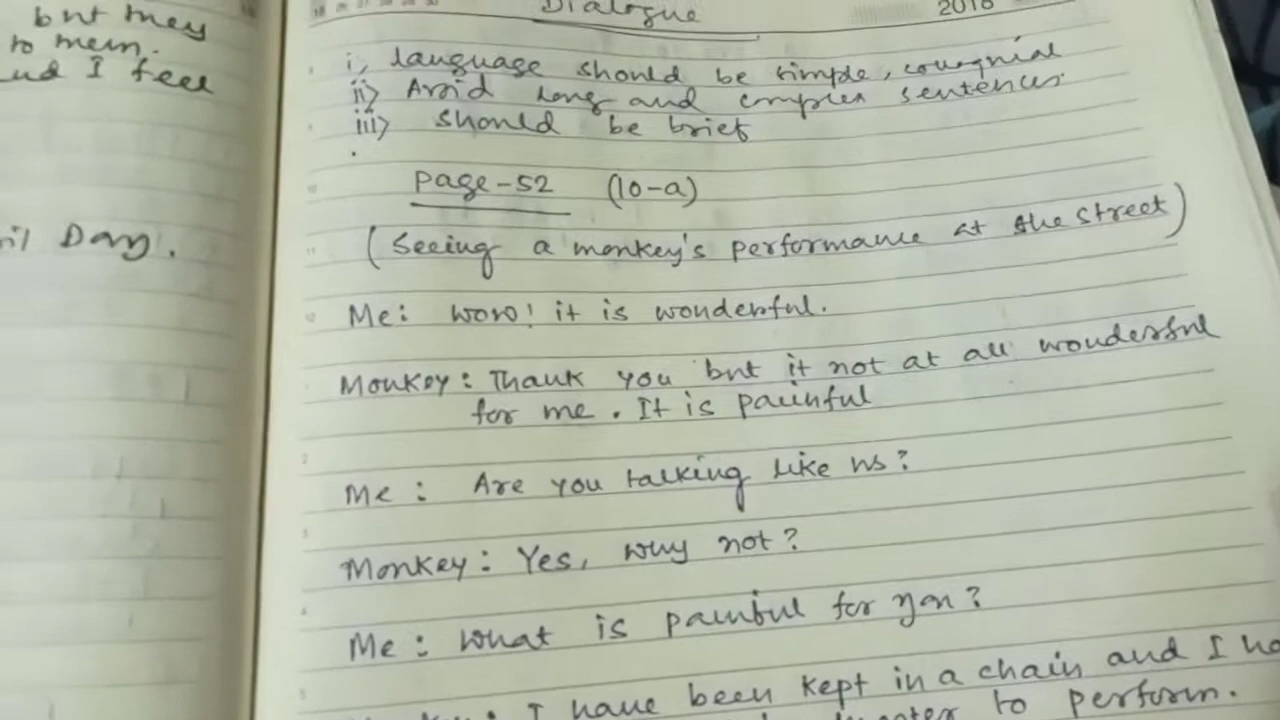 but they
to them.
and I feel
Day.
Dialogue
2018
i, language should be simple, colloquial
ii) Avoid long and complex sentences.
iii) should be brief
Page-52 (10-a)
(Seeing a monkey's performance at the street)
Me: wow! it is wonderful.
Monkey: Thank you but it not at all wonderful
for me. It is painful
Me: Are you talking like us?
Monkey: Yes, why not?
Me: What is painful for you?
: I have been kept in a chain and I
to perform.